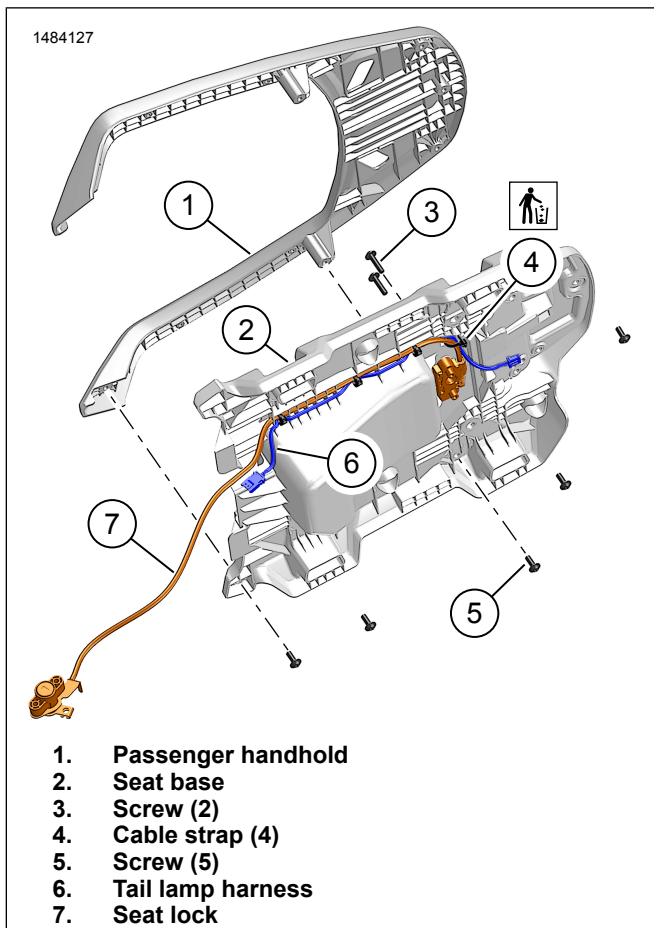 1484127
1
3
4
2
6
7
5
1. Passenger handhold
2. Seat base
3. Screw (2)
4. Cable strap (4)
5. Screw (5)
6. Tail lamp harness
7. Seat lock